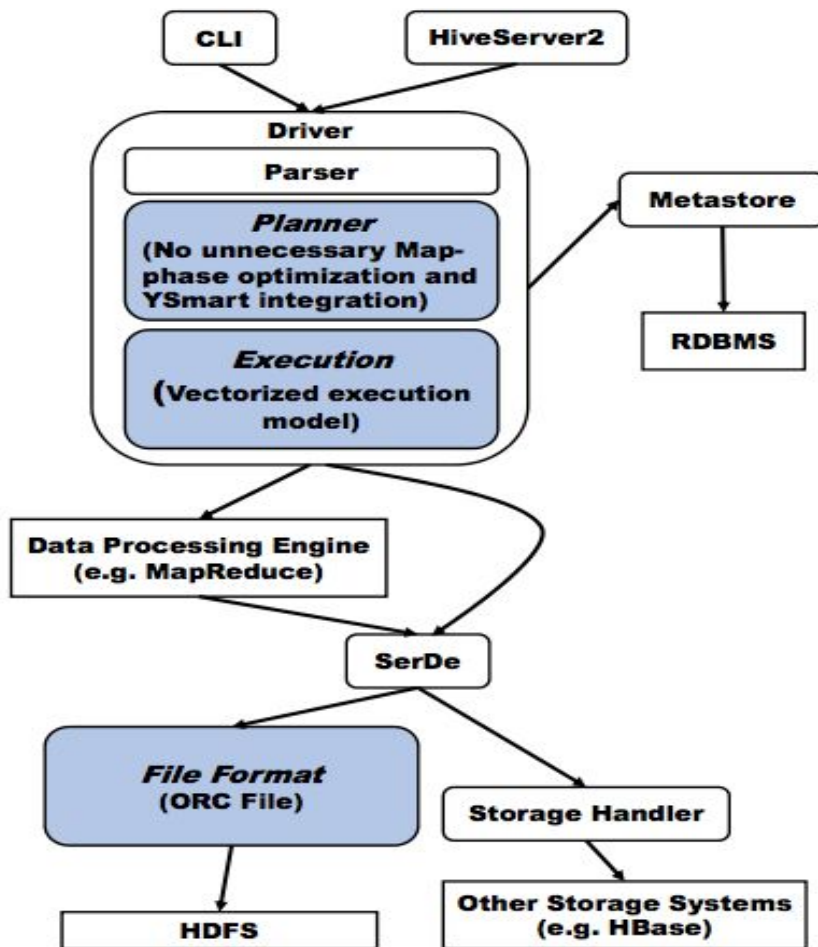 CLI
HiveServer2
Driver
Parser
Planner
(No unnecessary Map-
phase optimization and
YSmart integration)
Execution
(Vectorized execution
model)
Metastore
RDBMS
Data Processing Engine
(e.g. MapReduce)
SerDe
File Format
(ORC File)
Storage Handler
HDFS
Other Storage Systems
(e.g. HBase)